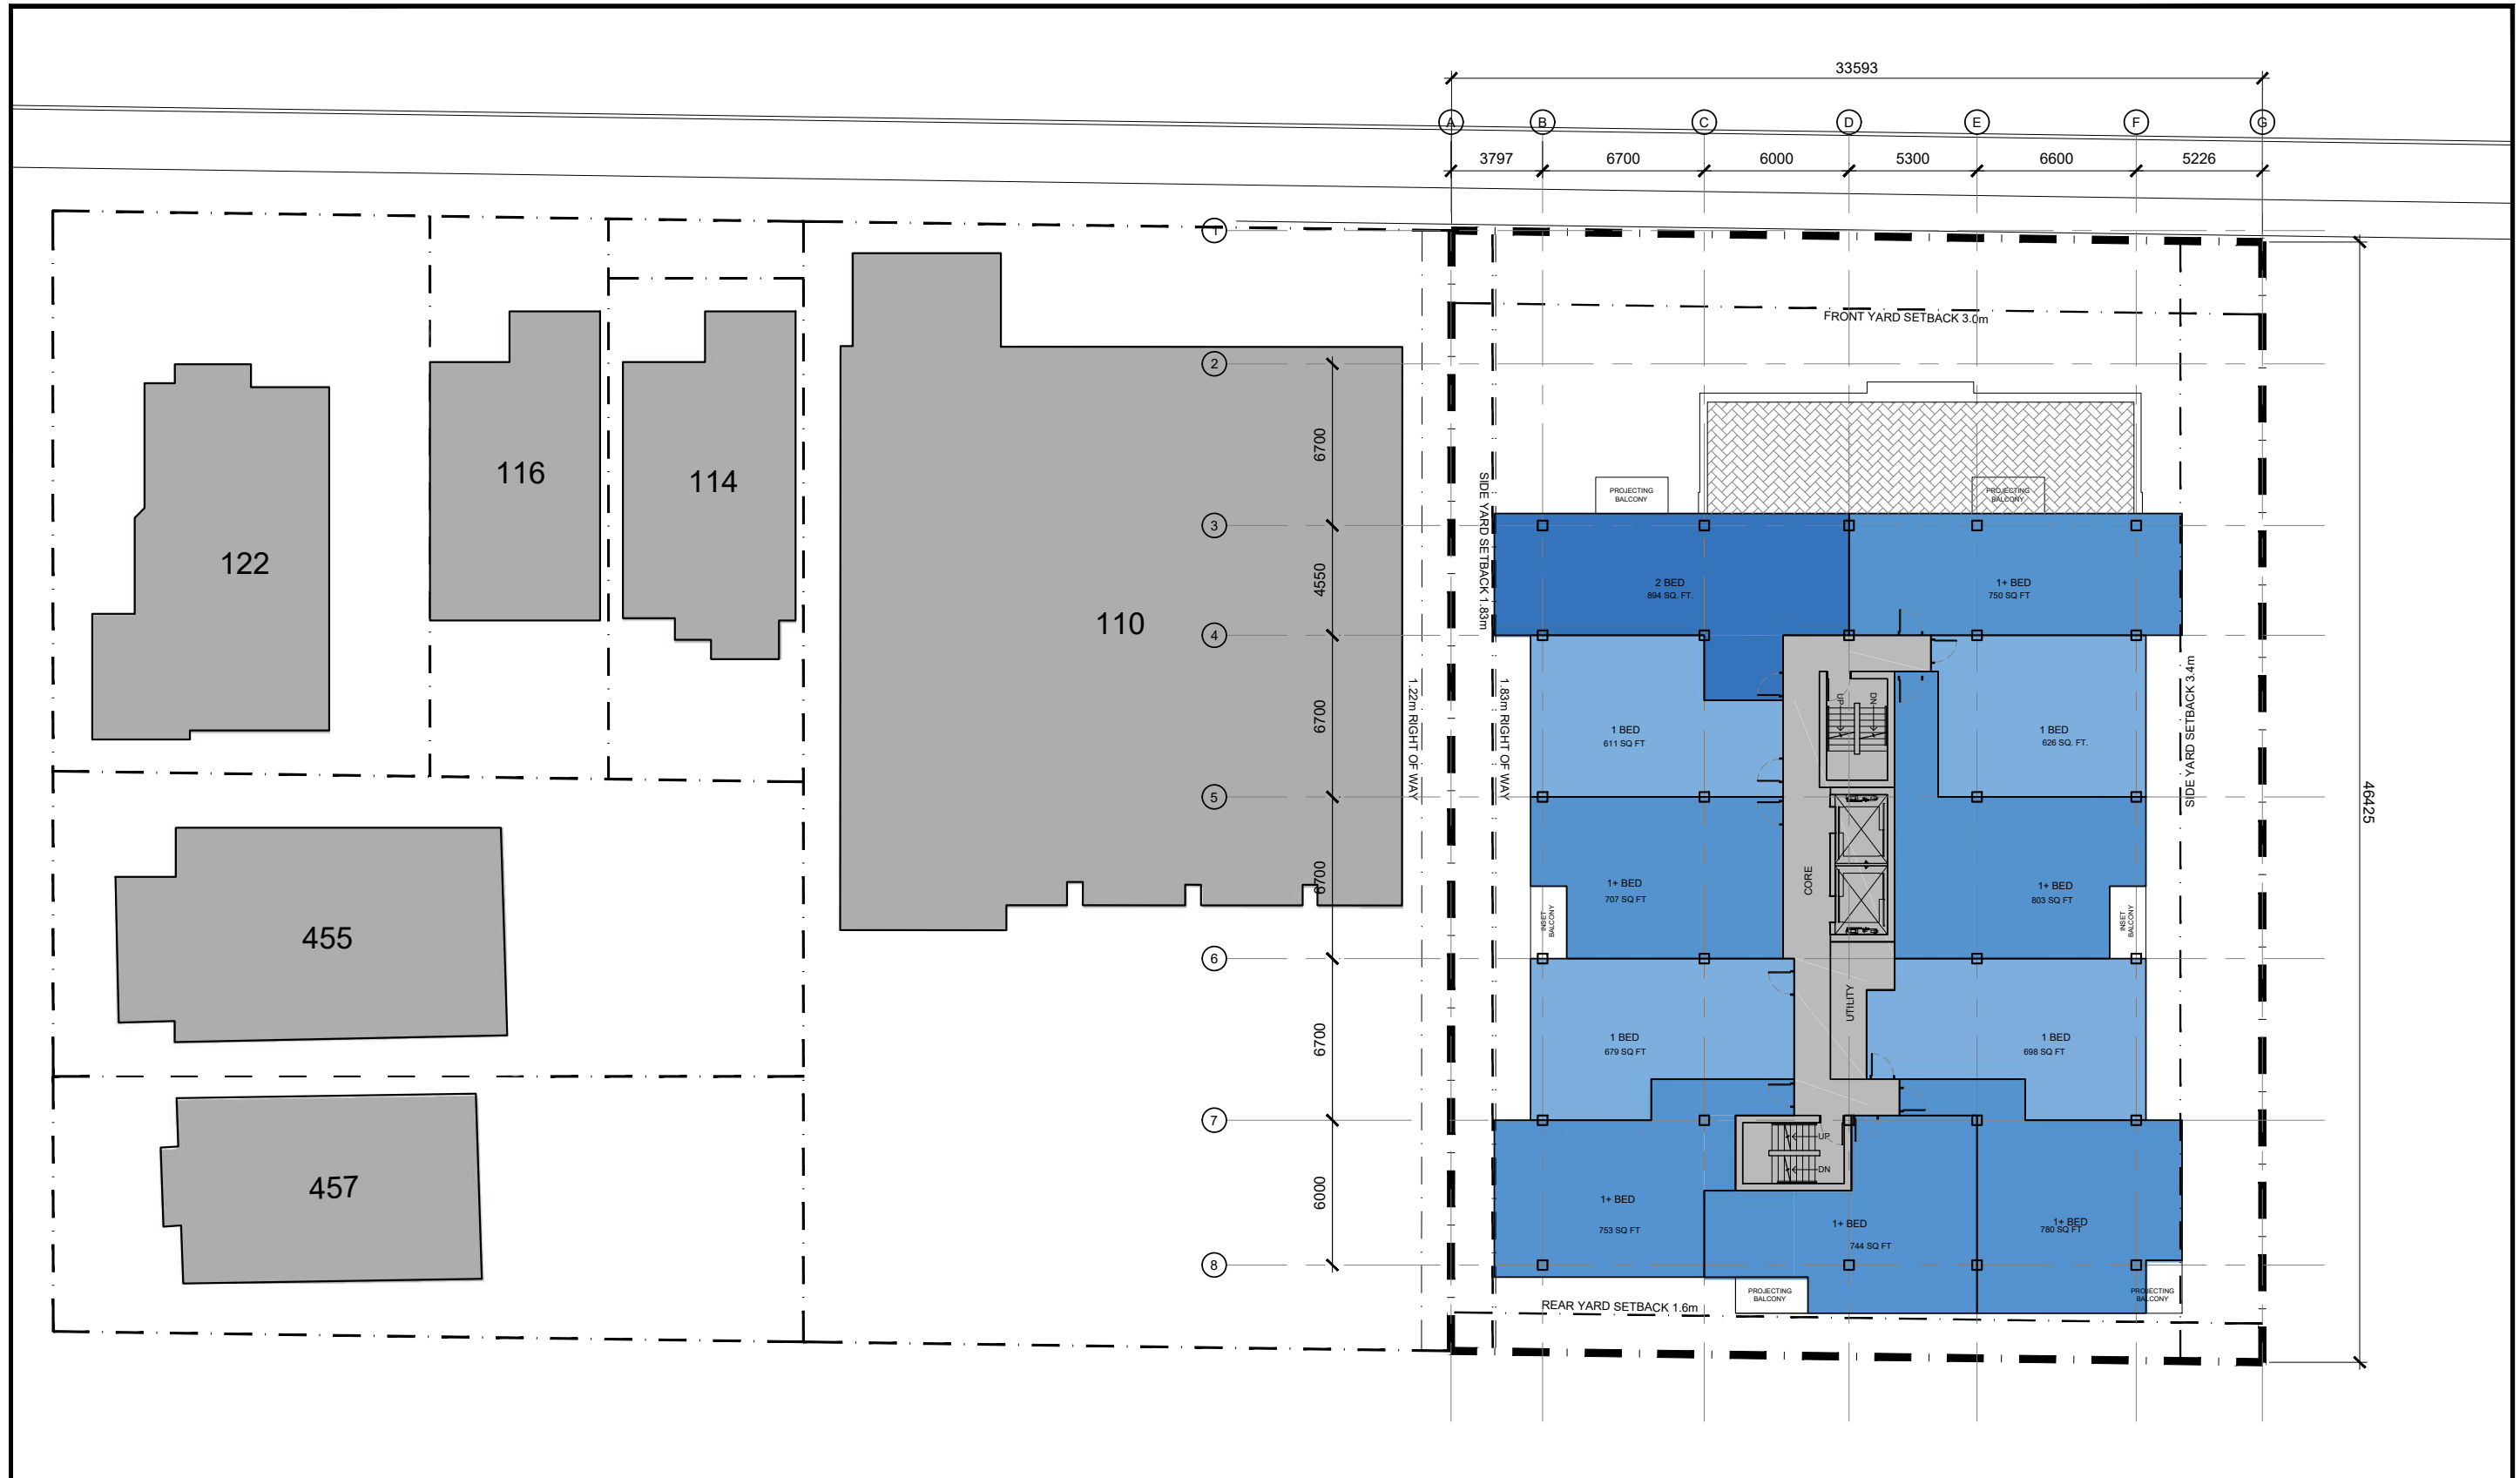 33593
A
B
C
D
E
F
G
3797
6700
6000
5300
6600
5226
1
FRONT YARD SETBACK 3.0m
46425
2
6700
116
114
122
110
PROJECTING
BALCONY
PROJECTING
BALCONY
SIDE YARD SETBACK 1.83m
3
4550
2 BED
894 SQ. FT.
1+ BED
750 SQ FT
4
6700
1.22m RIGHT OF WAY
1.83m RIGHT OF WAY
SIDE YARD SETBACK 3.4m
UP
DN
1 BED
611 SQ FT
1 BED
626 SQ. FT.
5
6700
CORE
1+ BED
707 SQ FT
1+ BED
803 SQ FT
INSET
BALCONY
INSET
BALCONY
455
6
6700
UTILITY
1 BED
679 SQ FT
1 BED
698 SQ FT
7
UP
DN
457
6000
1+ BED
753 SQ FT
1+ BED
744 SQ FT
1+ BED
780 SQ FT
8
PROJECTING
BALCONY
PROJECTING
BALCONY
REAR YARD SETBACK 1.6m